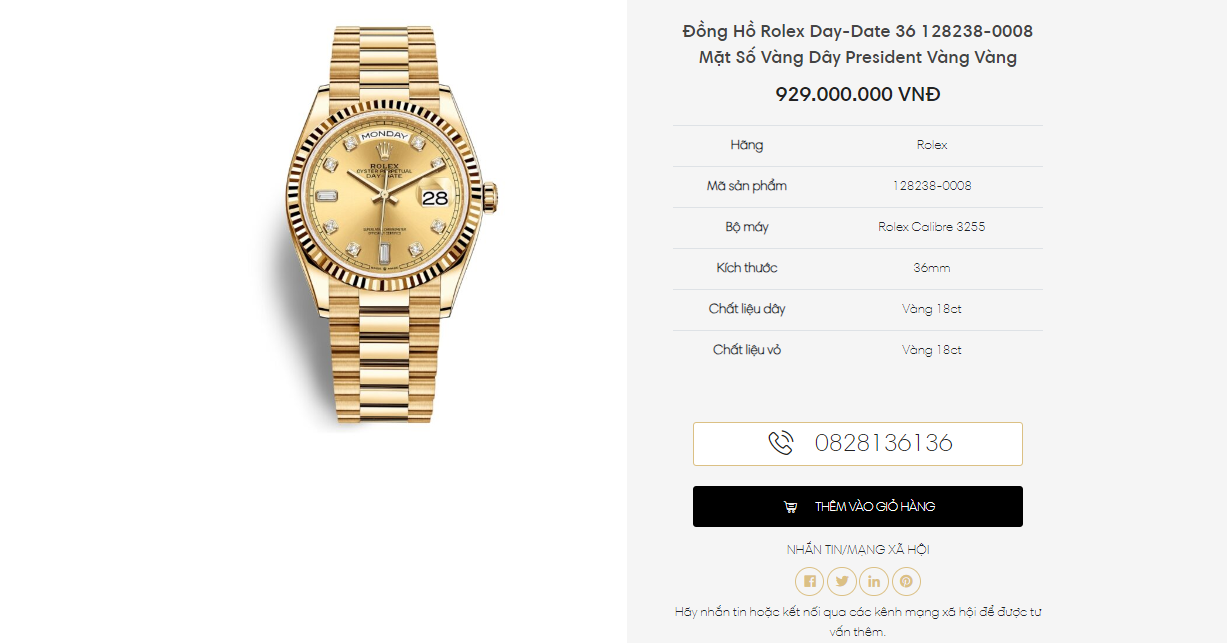 MONDAY
ROLEX
OYSTER PERPETUAL
DAY-DATE
28
Đồng Hồ Rolex Day-Date 36 128238-0008
Mặt Số Vàng Dây President Vàng Vàng
929.000.000 VNĐ
Hãng Rolex
Mã sản phẩm 128238-0008
Bộ máy Rolex Calibre 3255
Kích thước 36mm
Chất liệu dây Vàng 18ct
Chất liệu vỏ Vàng 18ct
0828136136
THÊM VÀO GIỎ HÀNG
NHẮN TIN/MẠNG XÃ HỘI
Hãy nhắn tin hoặc kết nối qua các kênh mạng xã hội để được tư
vấn thêm.